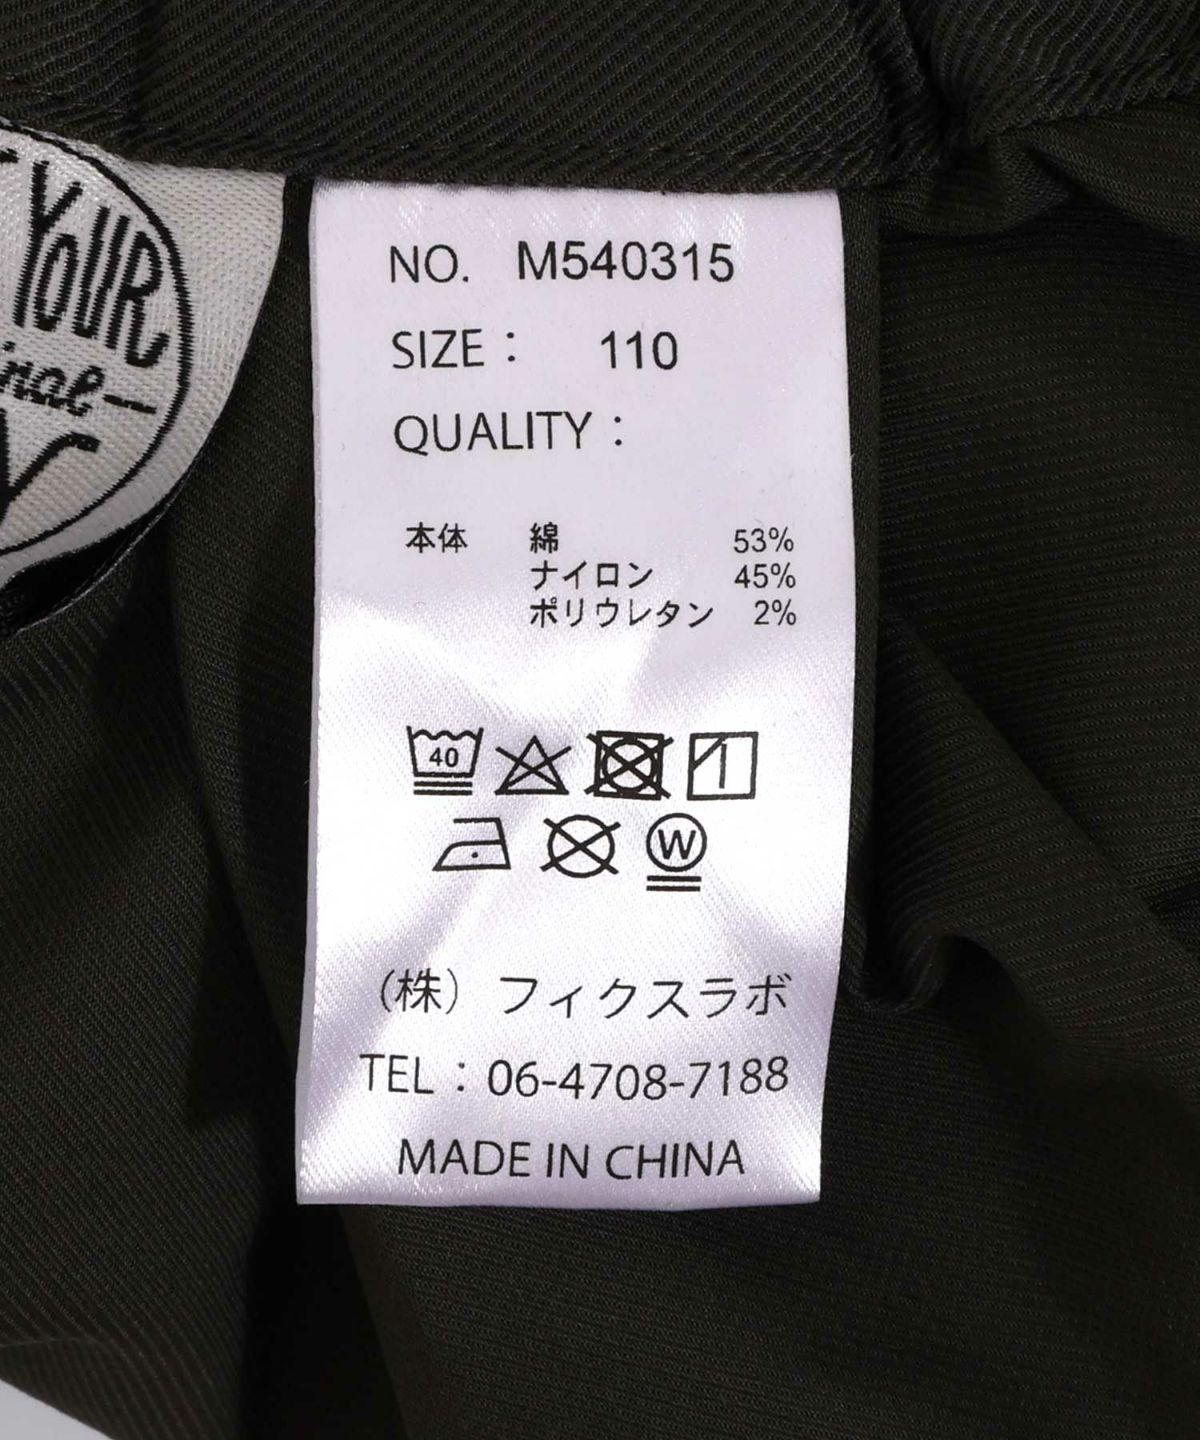 YOUR
NO. M540315
SIZE : 110
QUALITY :
本体 綿 53%
ナイロン 45%
ポリウレタン 2%
40
W
(株) フィクスラボ
TEL : 06-4708-7188
MADE IN CHINA